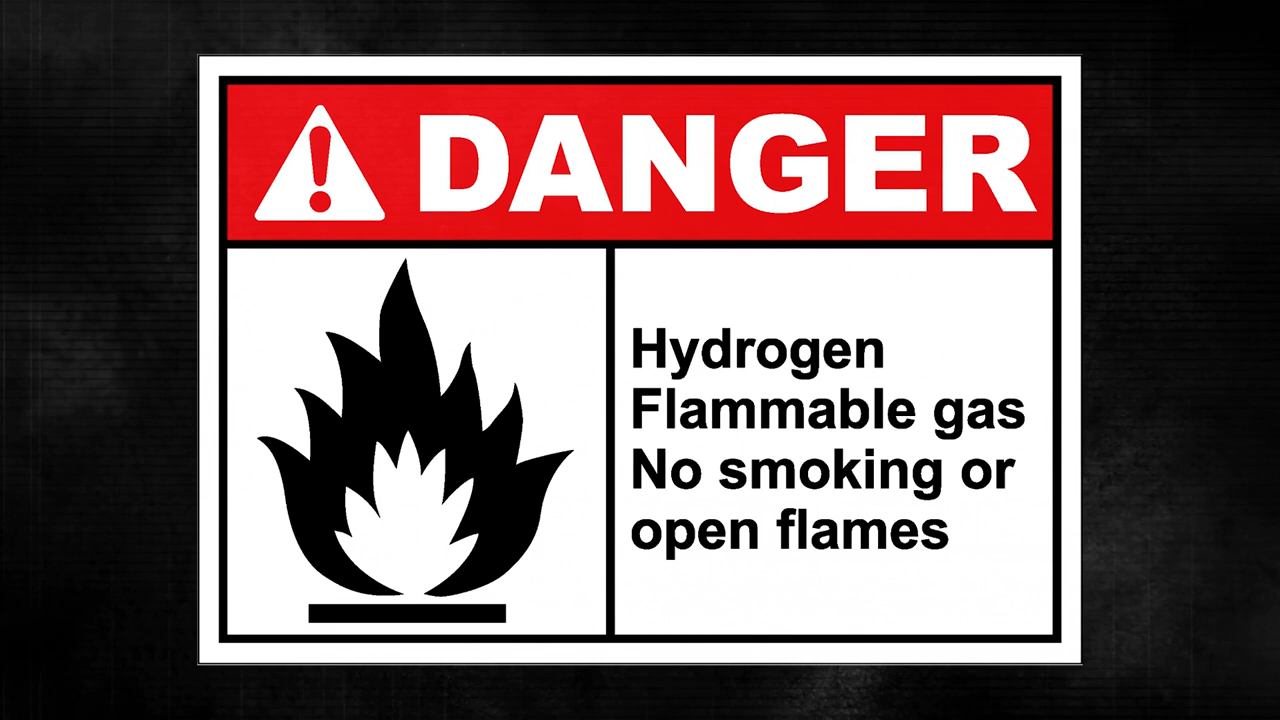 DANGER
Hydrogen
Flammable gas
No smoking or
open flames